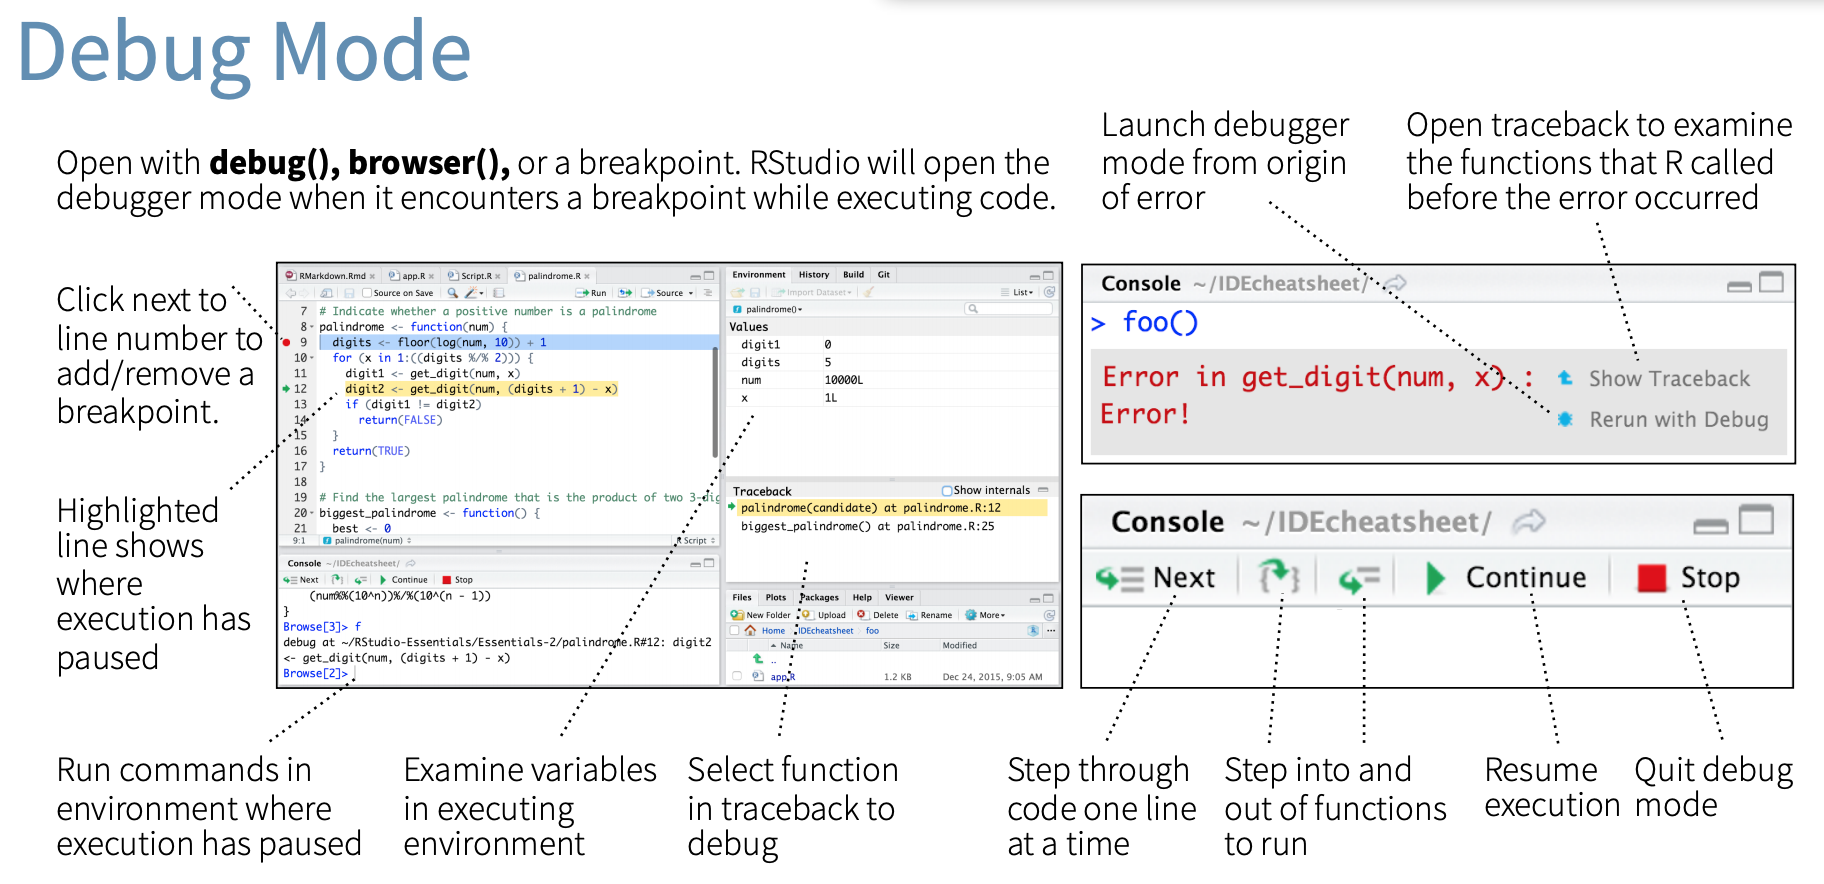 Debug Mode
Open with debug(), browser(), or a breakpoint. RStudio will open the
debugger mode when it encounters a breakpoint while executing code.
Launch debugger
mode from origin
of error
Open traceback to examine
the functions that R called
before the error occurred
Click next to
line number to
add/remove a
breakpoint.
Highlighted
line shows
where
execution has
paused
RMarkdown.Rmd × app.R × Script.R × palindrome.R ×
Source on Save Run Source
7 # Indicate whether a positive number is a palindrome
8 palindrome <- function(num) {
9 digits <- floor(log(num, 10)) + 1
10 for (x in 1:((digits %/% 2))) {
11 digit1 <- get_digit(num, x)
12 digit2 <- get_digit(num, (digits + 1) - x)
13 if (digit1 != digit2)
14 return(FALSE)
15 }
16 return(TRUE)
17 }
18
19 # Find the largest palindrome that is the product of two 3-dig
20 biggest_palindrome <- function() {
21 best <- 0
9:1 palindrome(num) R Script
Console ~/IDEcheatsheet/
Next Continue Stop
(num%%(10^n))%/%(10^(n - 1))
}
Browse[3]> f
debug at ~/RStudio-Essentials/Essentials-2/palindrome.R#12: digit2
<- get_digit(num, (digits + 1) - x)
Browse[2]>
Environment History Build Git
Import Dataset List
palindrome()
Values
digit1 0
digits 5
num 10000L
x 1L
Traceback Show internals
palindrome(candidate) at palindrome.R:12
biggest_palindrome() at palindrome.R:25
Files Plots Packages Help Viewer
New Folder Upload Delete Rename More
Home IDEcheatsheet foo ...
Name Size Modified
..
app.R 1.2 KB Dec 24, 2015, 9:05 AM
Console ~/IDEcheatsheet/
> foo()
Error in get_digit(num, x) : Show Traceback
Error! Rerun with Debug
Console ~/IDEcheatsheet/
Next Continue Stop
Run commands in
environment where
execution has paused
Examine variables
in executing
environment
Select function
in traceback to
debug
Step through
code one line
at a time
Step into and
out of functions
to run
Resume
execution
Quit debug
mode